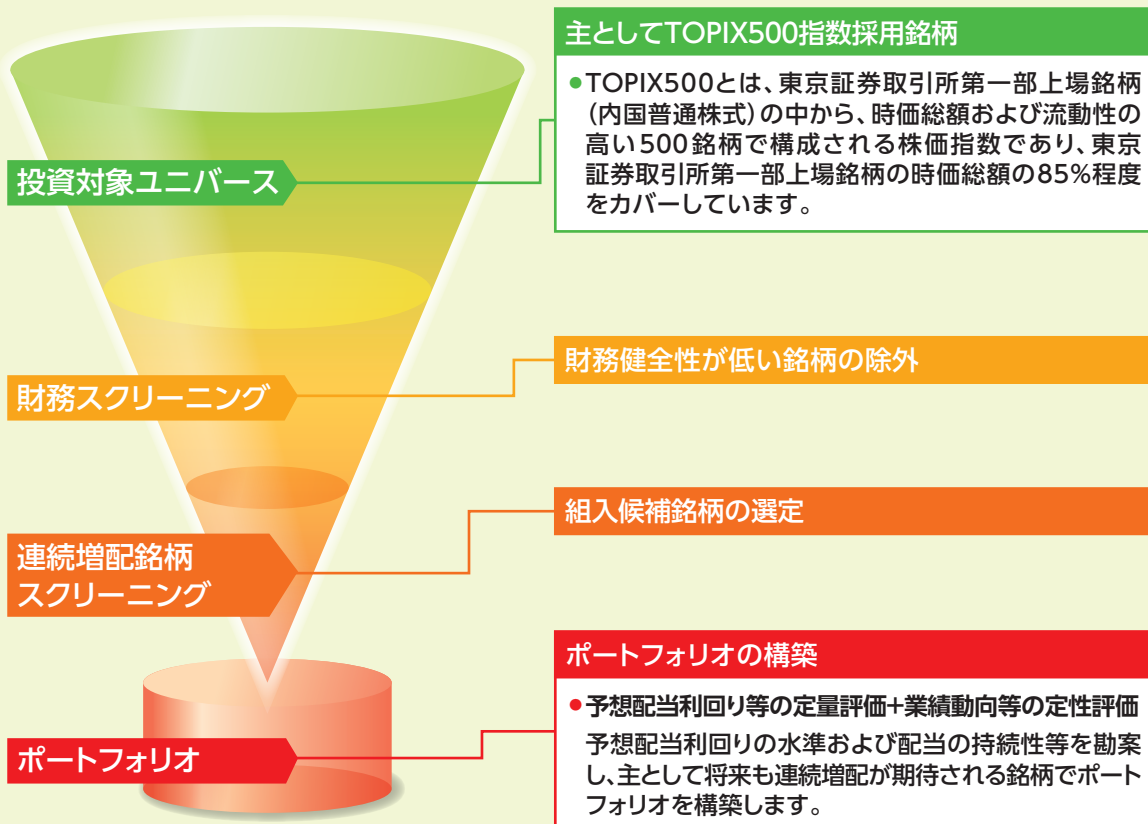 投資対象ユニバース
主としてTOPIX500指数採用銘柄
●TOPIX500とは、東京証券取引所第一部上場銘柄
（内国普通株式）の中から、時価総額および流動性の
高い500銘柄で構成される株価指数であり、東京
証券取引所第一部上場銘柄の時価総額の85%程度
をカバーしています。
財務スクリーニング
財務健全性が低い銘柄の除外
連続増配銘柄
スクリーニング
組入候補銘柄の選定
ポートフォリオ
ポートフォリオの構築
●予想配当利回り等の定量評価+業績動向等の定性評価
予想配当利回りの水準および配当の持続性等を勘案
し、主として将来も連続増配が期待される銘柄でポート
フォリオを構築します。